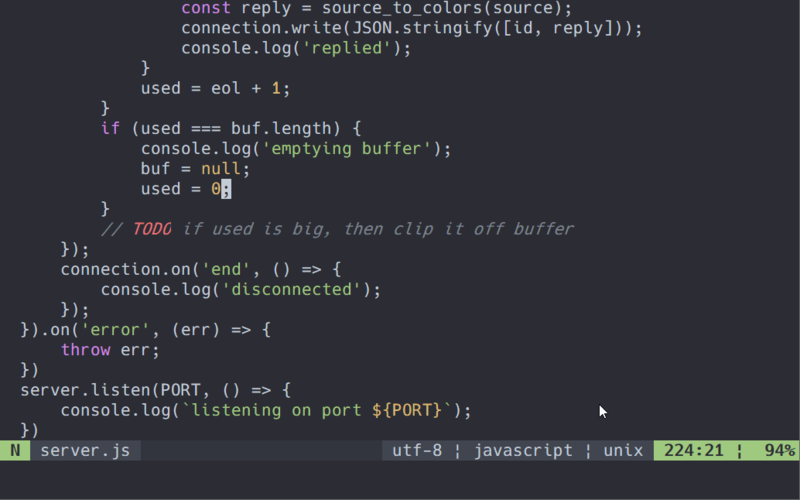 const reply = source_to_colors(source);
connection.write(JSON.stringify([id, reply]));
console.log('replied');
}
used = eol + 1;
}
if (used === buf.length) {
console.log('emptying buffer');
buf = null;
used = 0;
}
// TODO if used is big, then clip it off buffer
});
connection.on('end', () => {
console.log('disconnected');
});
}).on('error', (err) => {
throw err;
})
server.listen(PORT, () => {
console.log(`listening on port ${PORT}`);
})
N server.js utf-8 ¦ javascript ¦ unix 224:21 ¦ 94%